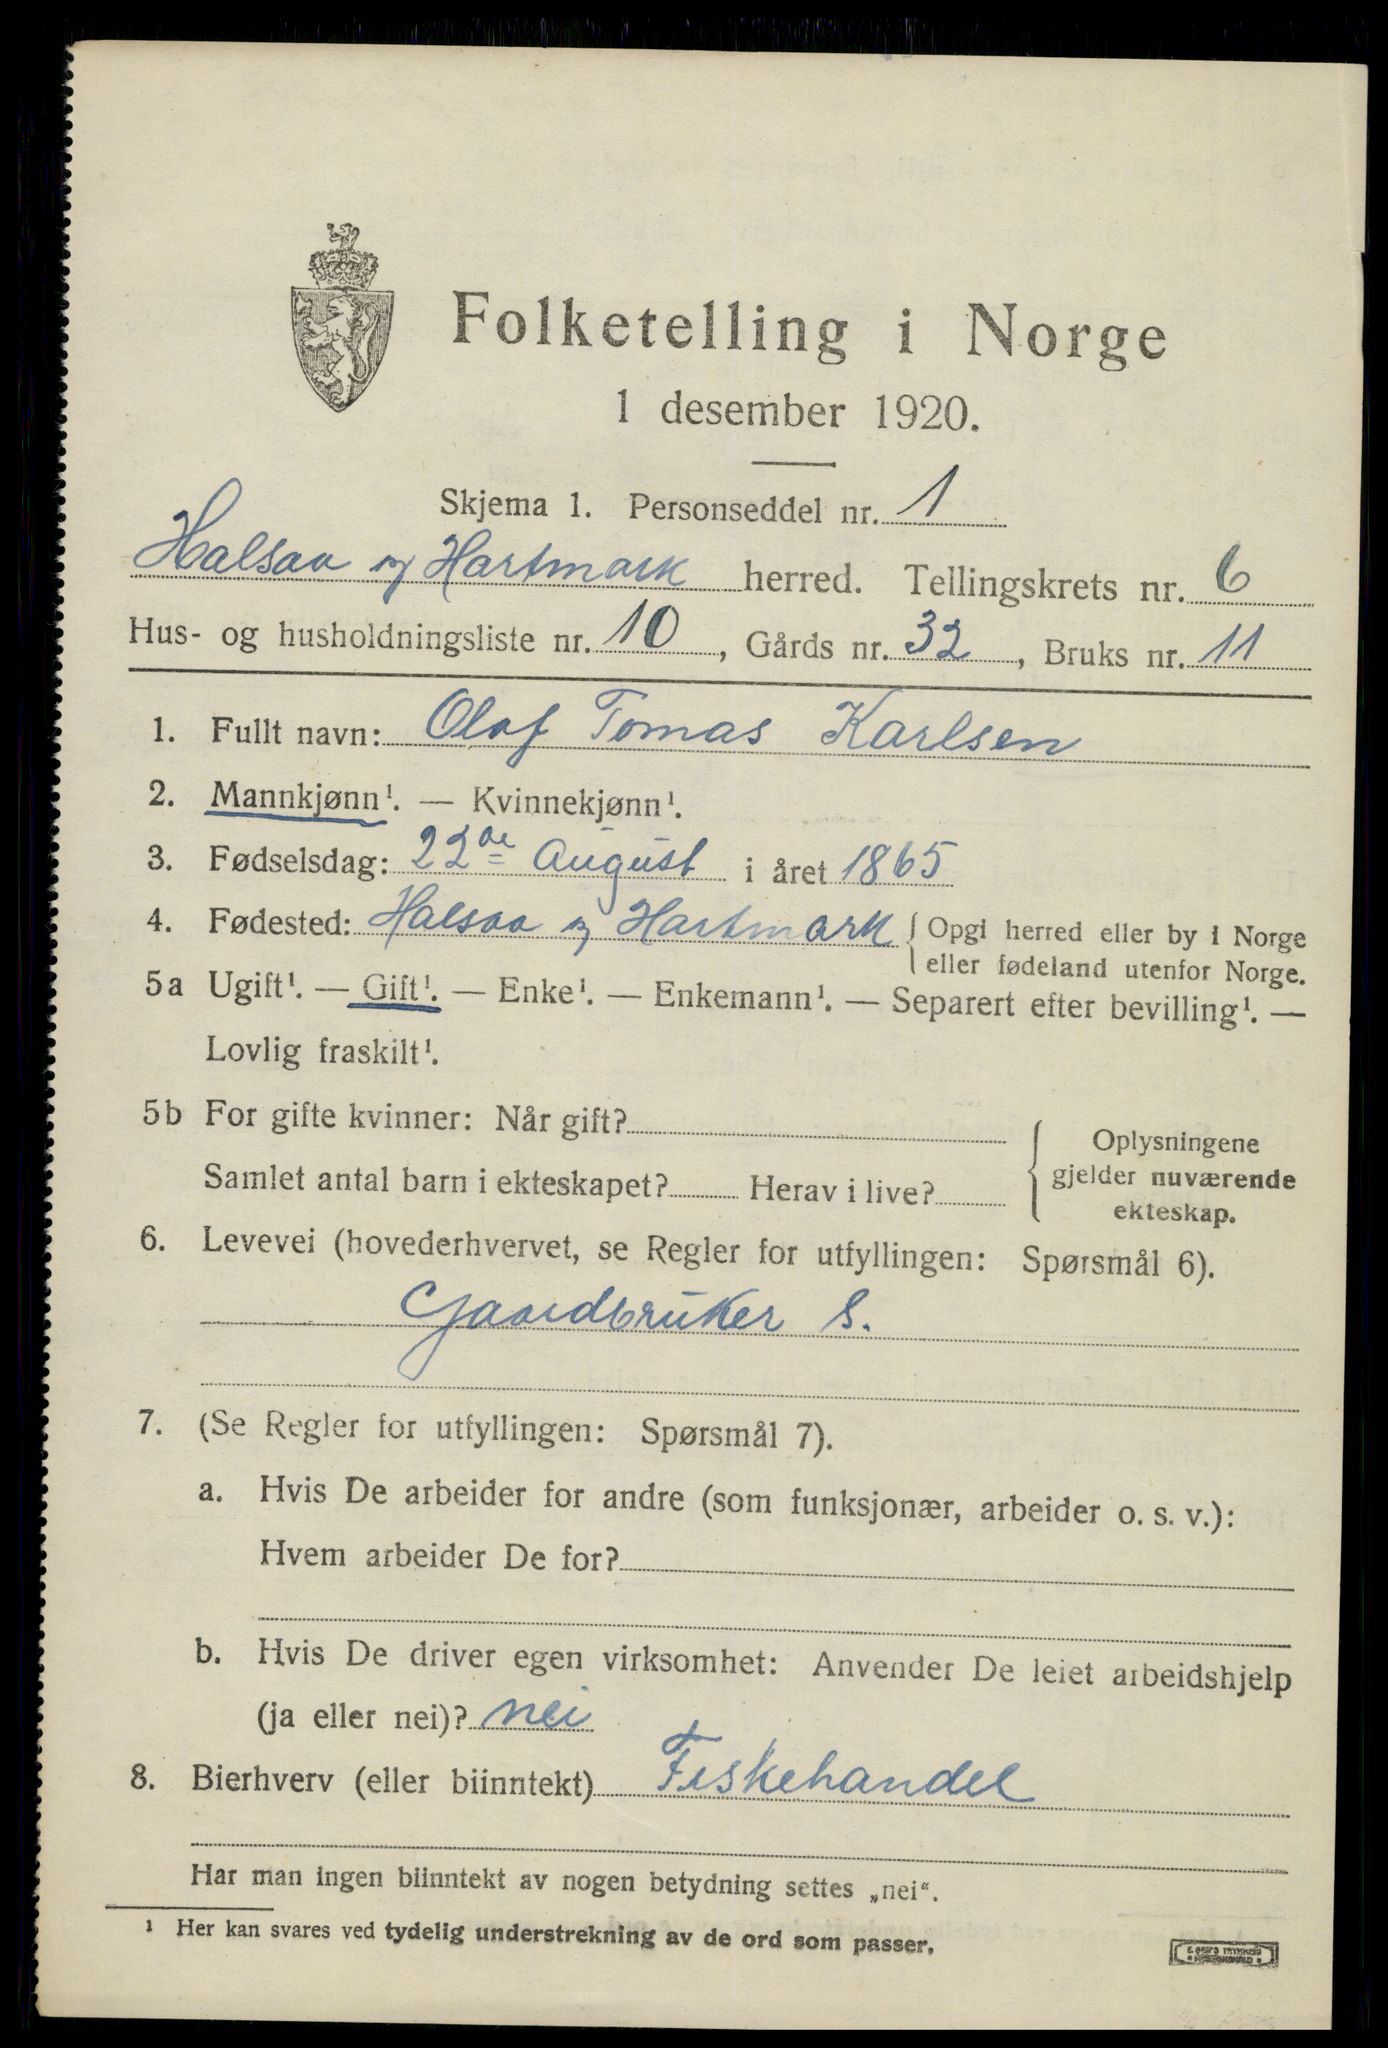 Folketelling i Norge
1 desember 1920.
Skjema 1. Personseddel nr. 1
Halsaa og Hartmark herred. Tellingskrets nr. 6
Hus- og husholdningsliste nr. 10, Gårds nr. 32, Bruks nr. 11
1. Fullt navn: Olaf Tomas Karlsen
2. Mannkjønn¹. — Kvinnekjønn¹.
3. Fødselsdag: 22de August i året 1865
4. Fødested: Halsaa og Hartmark { Opgi herred eller by i Norge
eller fødeland utenfor Norge.
5a Ugift¹. — Gift¹. — Enke¹. — Enkemann¹. — Separert efter bevilling¹. —
Lovlig fraskilt¹.
5b For gifte kvinner: Når gift?
Samlet antal barn i ekteskapet? Herav i live?
{ Oplysningene
gjelder nuværende
ekteskap.
6. Levevei (hovederhvervet, se Regler for utfyllingen: Spørsmål 6).
Gaardbruker S.
7. (Se Regler for utfyllingen: Spørsmål 7).
a. Hvis De arbeider for andre (som funksjonær, arbeider o. s. v.):
Hvem arbeider De for?
b. Hvis De driver egen virksomhet: Anvender De leiet arbeidshjelp
(ja eller nei)? nei
8. Bierhverv (eller biinntekt) Fiskehandel
Har man ingen biinntekt av nogen betydning settes „nei".
¹ Her kan svares ved tydelig understrekning av de ord som passer.